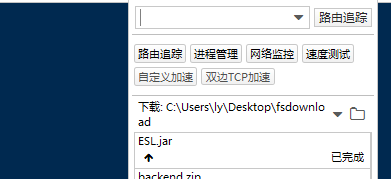 路由追踪
路由追踪 进程管理 网络监控 速度测试
自定义加速 双边TCP加速
下载: C:\Users\ly\Desktop\fsdownlo
ad
ESL.jar
已完成
backend.zip